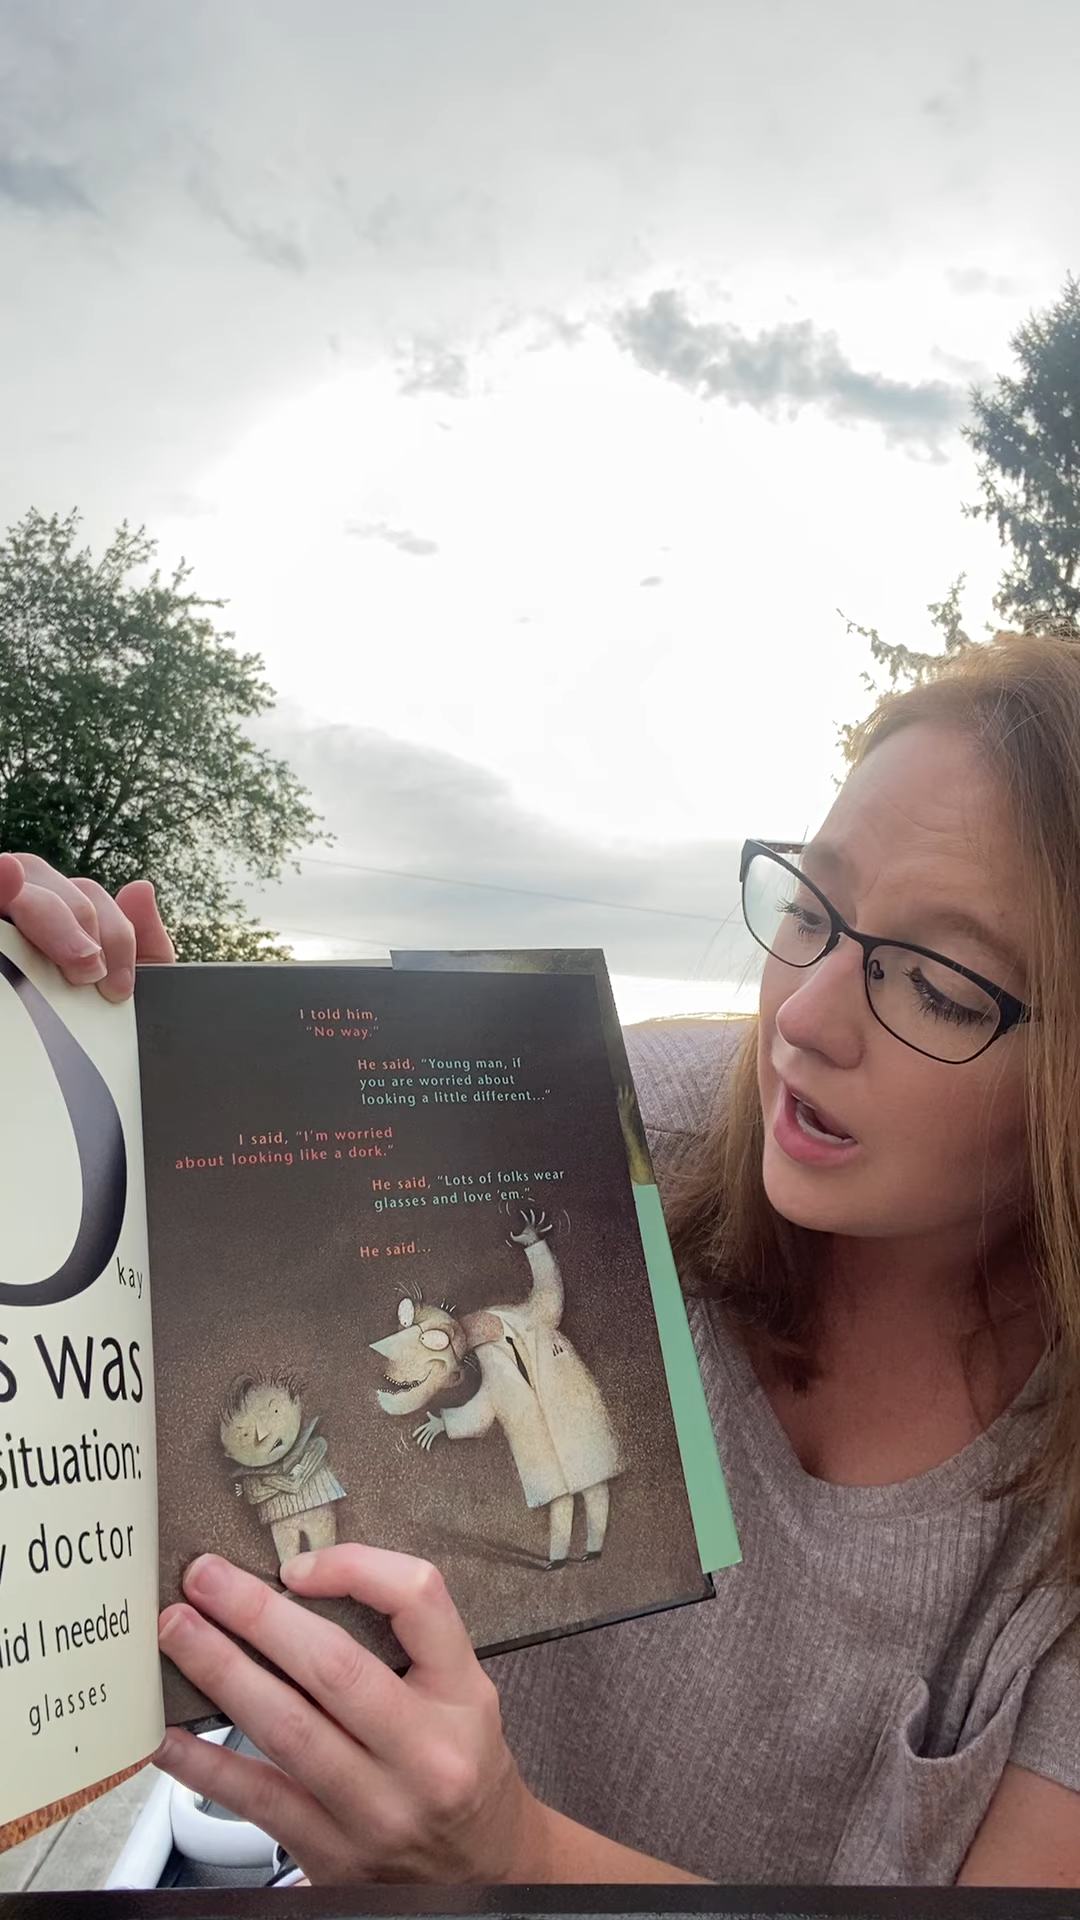 O
kay
s was
situation:
y doctor
aid I needed
glasses
.
I told him,
"No way."
He said, "Young man, if
you are worried about
looking a little different..."
I said, "I'm worried
about looking like a dork."
He said, "Lots of folks wear
glasses and love 'em."
He said...